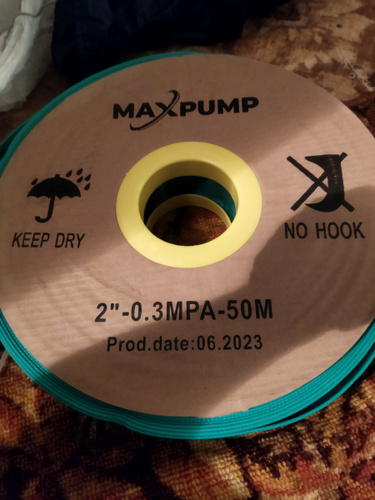 MAXPUMP
KEEP DRY
NO HOOK
2"-0.3MPA-50M
Prod.date:06.2023